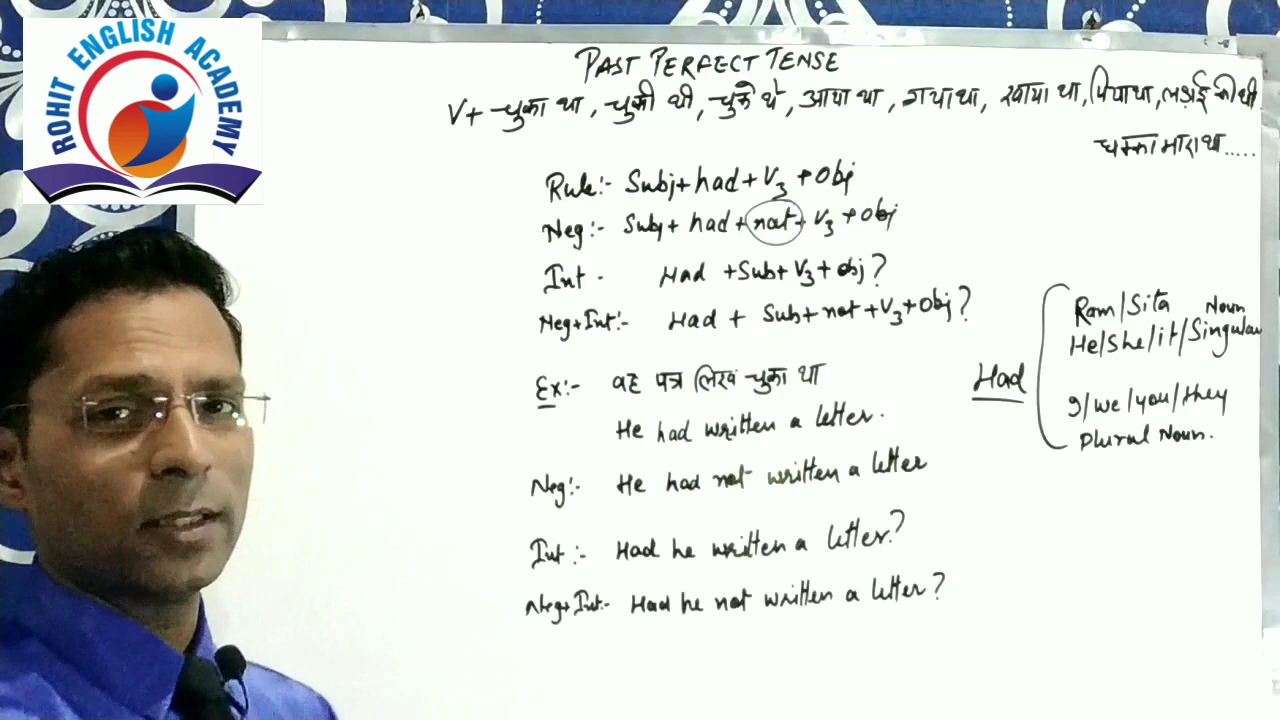 ROHIT ENGLISH ACADEMY
PAST PERFECT TENSE
V+ चुका था, चुकी थी, चुके थे, आया था, गया था, खाया था, पिया था, लड़ाई की थी
धक्का मारा था.....
Rule:- Subj+had+V3+Obj
Neg:- Subj+ had+not+V3+Obj
Int - Had +Sub+V3+obj?
Neg+Int:- Had + Sub+not+V3+Obj?
Ex:- वह पत्र लिख चुका था
He had written a letter.
Neg:- He had not written a letter
Int:- Had he written a letter?
Neg+Int:- Had he not written a letter?
Had
Ram/Sita Noun
He/She/it/Singular
I/we/you/they
Plural Noun.